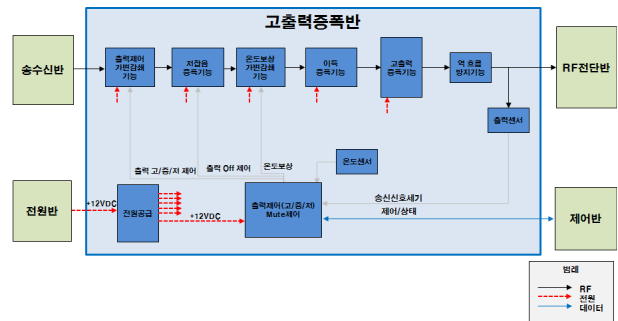 고출력증폭반
송수신반
출력제어
가변감쇄
기능
저잡음
증폭기능
온도보상
가변감쇄
기능
이득
증폭기능
고출력
증폭기능
역 흐름
방지기능
RF전단반
출력센서
출력 고/중/저 제어
출력 Off 제어
온도보상
온도센서
전원반
+12VDC
전원공급
+12VDC
출력제어(고/중/저)
Mute제어
송신신호세기
제어/상태
제어반
범례
RF
전원
데이터